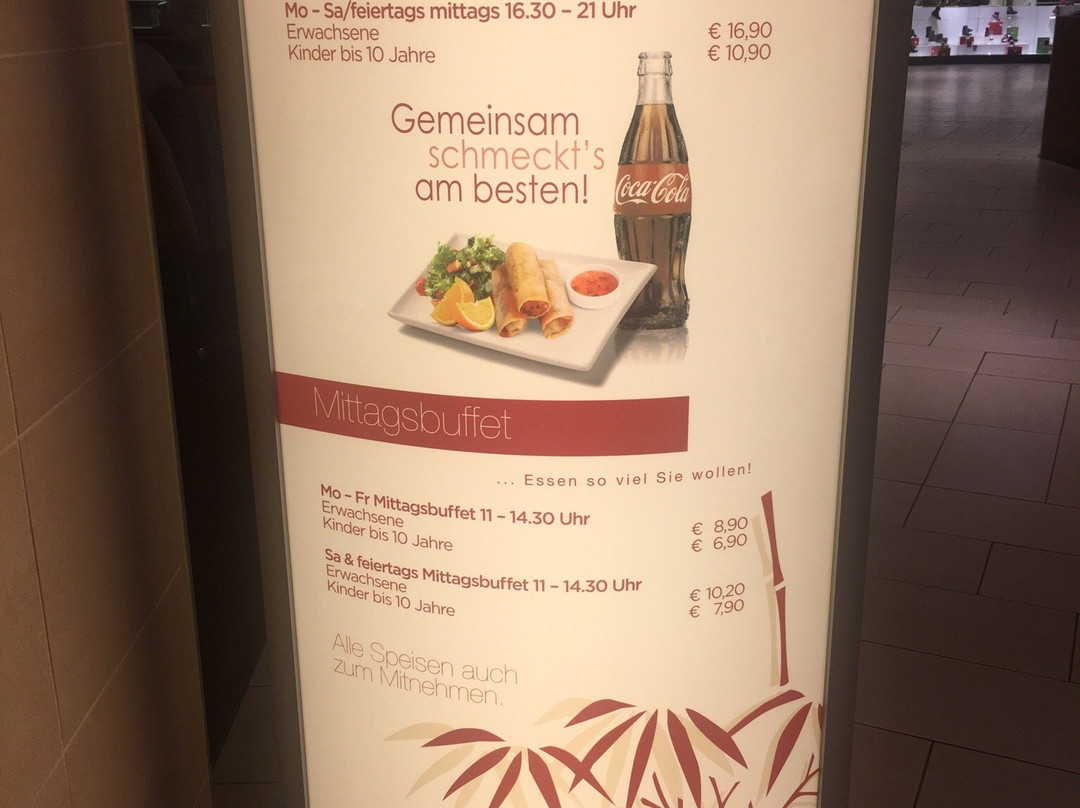 Mo – Sa/feiertags mittags 16.30 – 21 Uhr
Erwachsene € 16,90
Kinder bis 10 Jahre € 10,90
Gemeinsam
schmeckt's
am besten!
Coca-Cola
Mittagsbuffet
... Essen so viel Sie wollen!
Mo – Fr Mittagsbuffet 11 – 14.30 Uhr
Erwachsene € 8,90
Kinder bis 10 Jahre € 6,90
Sa & feiertags Mittagsbuffet 11 – 14.30 Uhr
Erwachsene € 10,20
Kinder bis 10 Jahre € 7,90
Alle Speisen auch
zum Mitnehmen.